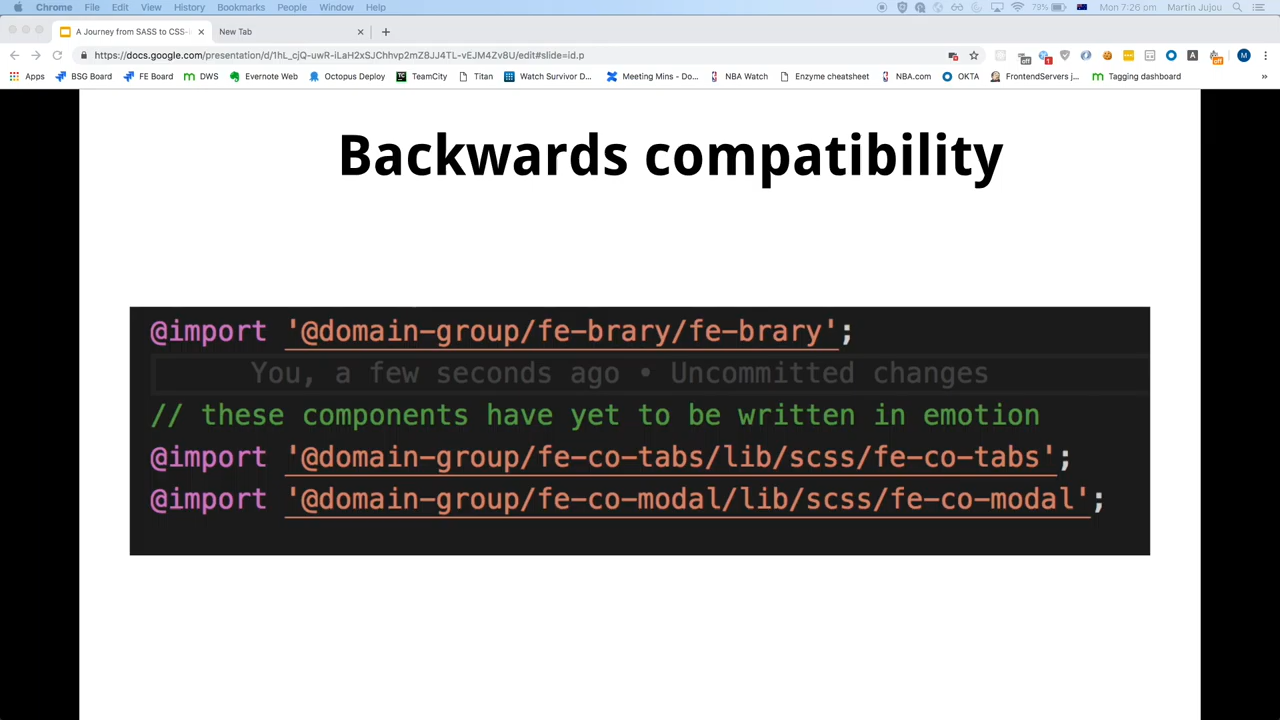 Chrome File Edit View History Bookmarks People Window Help 79% Mon 7:26 pm Martin Jujou
A Journey from SASS to CSS-i
New Tab
https://docs.google.com/presentation/d/1hL_cjQ-uwR-iLaH2xSJChhvp2mZ8JJ4TL-vEJM4Zv8U/edit#slide=id.p
Apps BSG Board FE Board DWS Evernote Web Octopus Deploy TeamCity Titan Watch Survivor D... Meeting Mins - Do... NBA Watch Enzyme cheatsheet NBA.com OKTA FrontendServers j... Tagging dashboard »
Backwards compatibility
@import '@domain-group/fe-brary/fe-brary';
You, a few seconds ago • Uncommitted changes
// these components have yet to be written in emotion
@import '@domain-group/fe-co-tabs/lib/scss/fe-co-tabs';
@import '@domain-group/fe-co-modal/lib/scss/fe-co-modal';